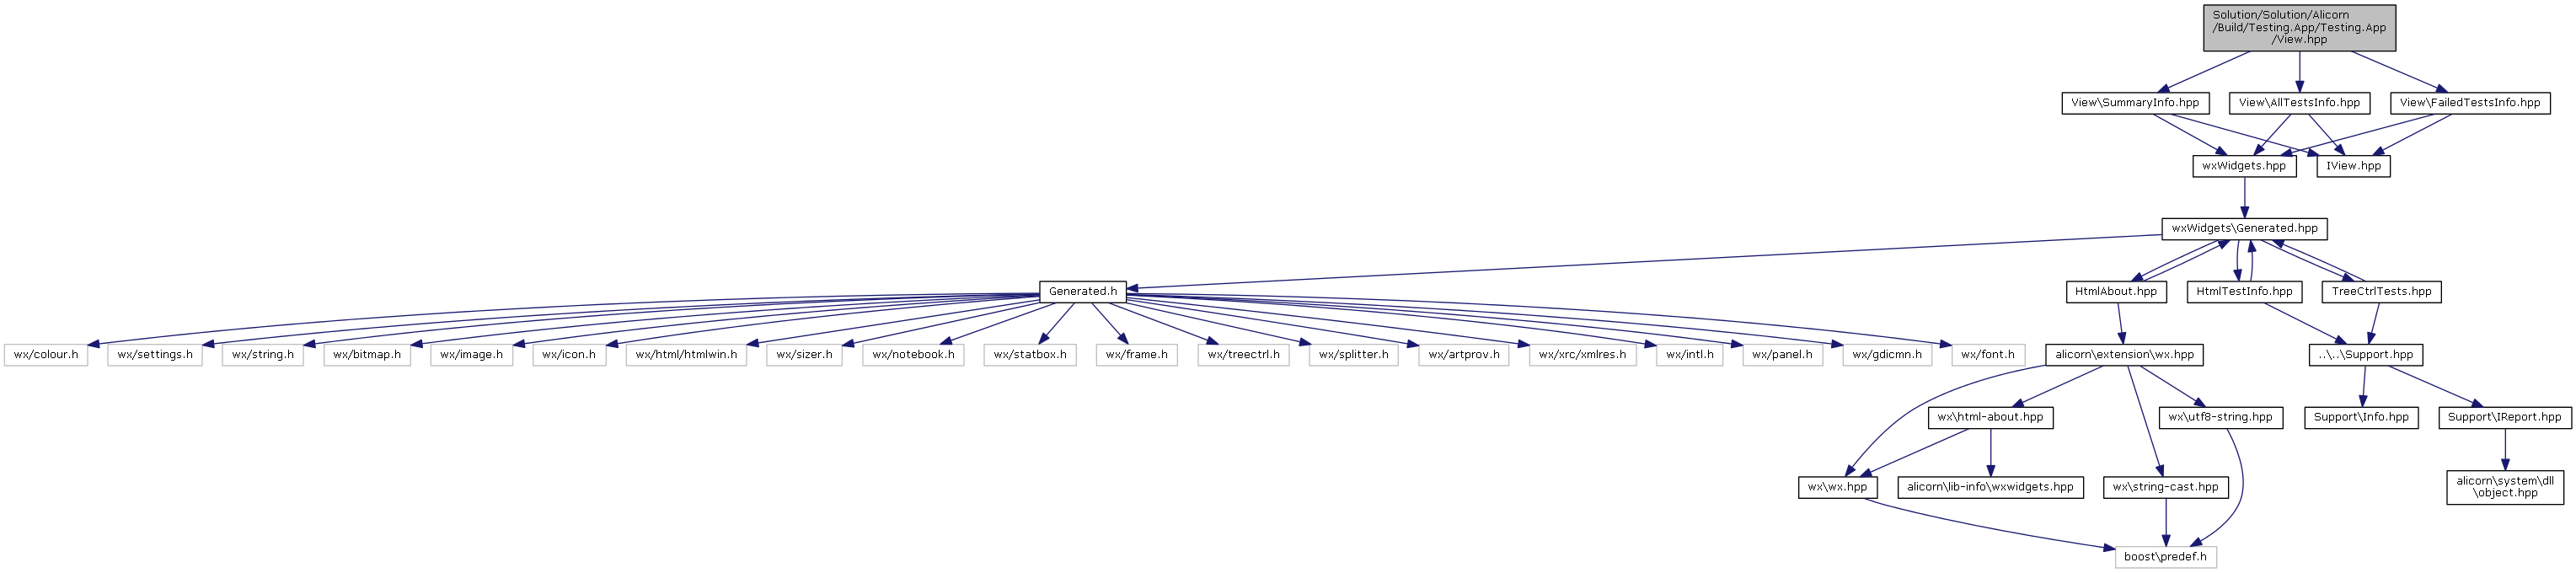 Solution/Solution/Alicorn
/Build/Testing.App/Testing.App
/View.hpp
View\SummaryInfo.hpp
View\AllTestsInfo.hpp
View\FailedTestsInfo.hpp
wxWidgets.hpp
IView.hpp
wxWidgets\Generated.hpp
Generated.h
HtmlAbout.hpp
HtmlTestInfo.hpp
TreeCtrlTests.hpp
wx/colour.h
wx/settings.h
wx/string.h
wx/bitmap.h
wx/image.h
wx/icon.h
wx/html/htmlwin.h
wx/sizer.h
wx/notebook.h
wx/statbox.h
wx/frame.h
wx/treectrl.h
wx/splitter.h
wx/artprov.h
wx/xrc/xmlres.h
wx/intl.h
wx/panel.h
wx/gdicmn.h
wx/font.h
alicorn\extension\wx.hpp
..\..\Support.hpp
wx\html-about.hpp
wx\utf8-string.hpp
Support\Info.hpp
Support\IReport.hpp
wx\wx.hpp
alicorn\lib-info\wxwidgets.hpp
wx\string-cast.hpp
alicorn\system\dll
\object.hpp
boost\predef.h